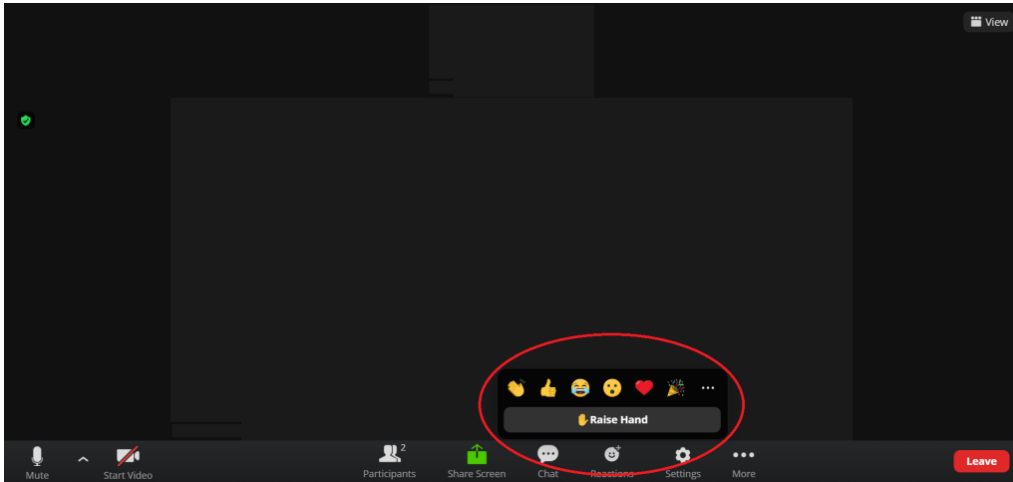 View
Raise Hand
2
Mute
Start Video
Participants
Share Screen
Chat
Reactions
Settings
More
Leave